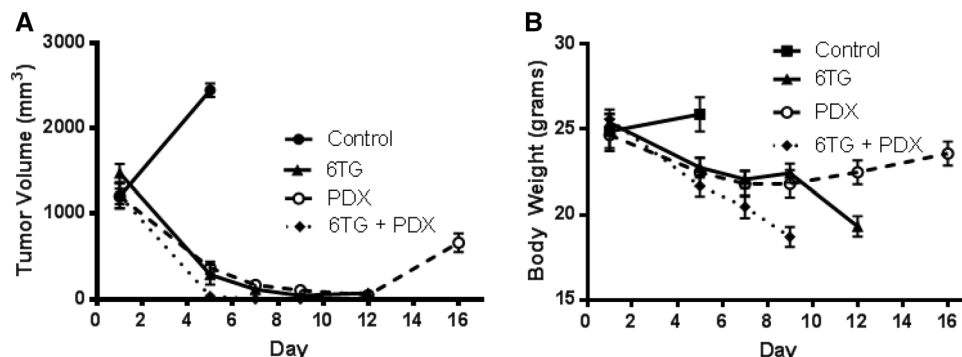 A
Tumor Volume (mm³)
3000
2000
1000
0
0 2 4 6 8 10 12 14 16
Day
Control
6TG
PDX
6TG + PDX
B
Body Weight (grams)
30
25
20
15
0 2 4 6 8 10 12 14 16
Day
Control
6TG
PDX
6TG + PDX